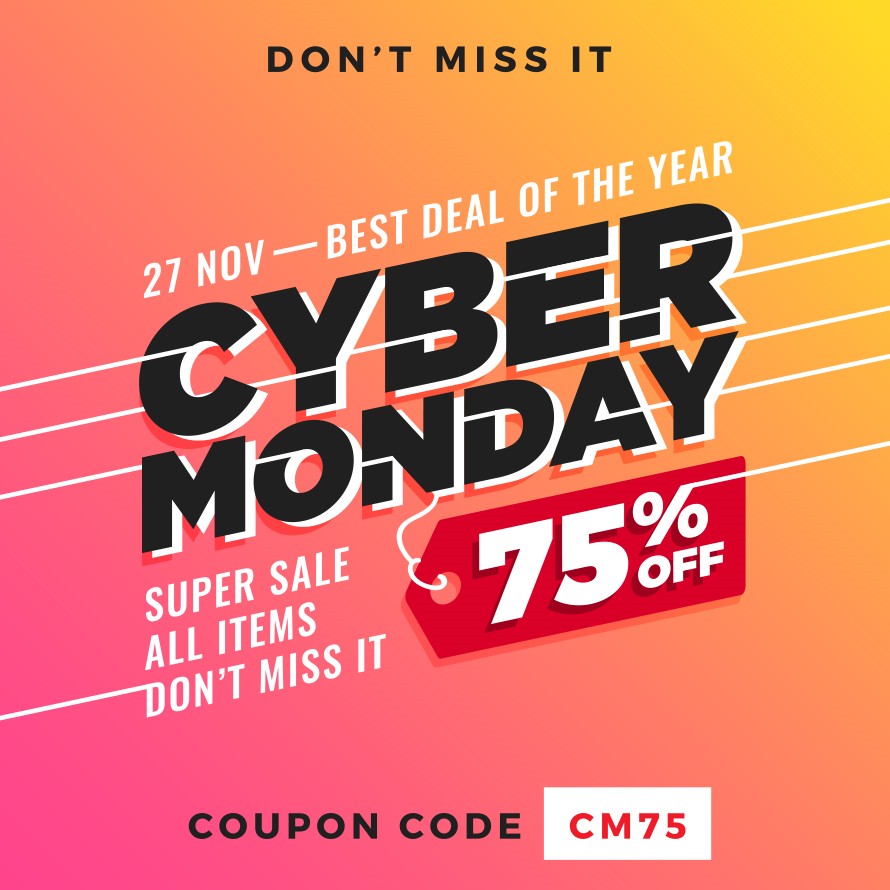 DON'T MISS IT
27 NOV — BEST DEAL OF THE YEAR
CYBER
MONDAY
75% OFF
SUPER SALE
ALL ITEMS
DON'T MISS IT
COUPON CODE CM75